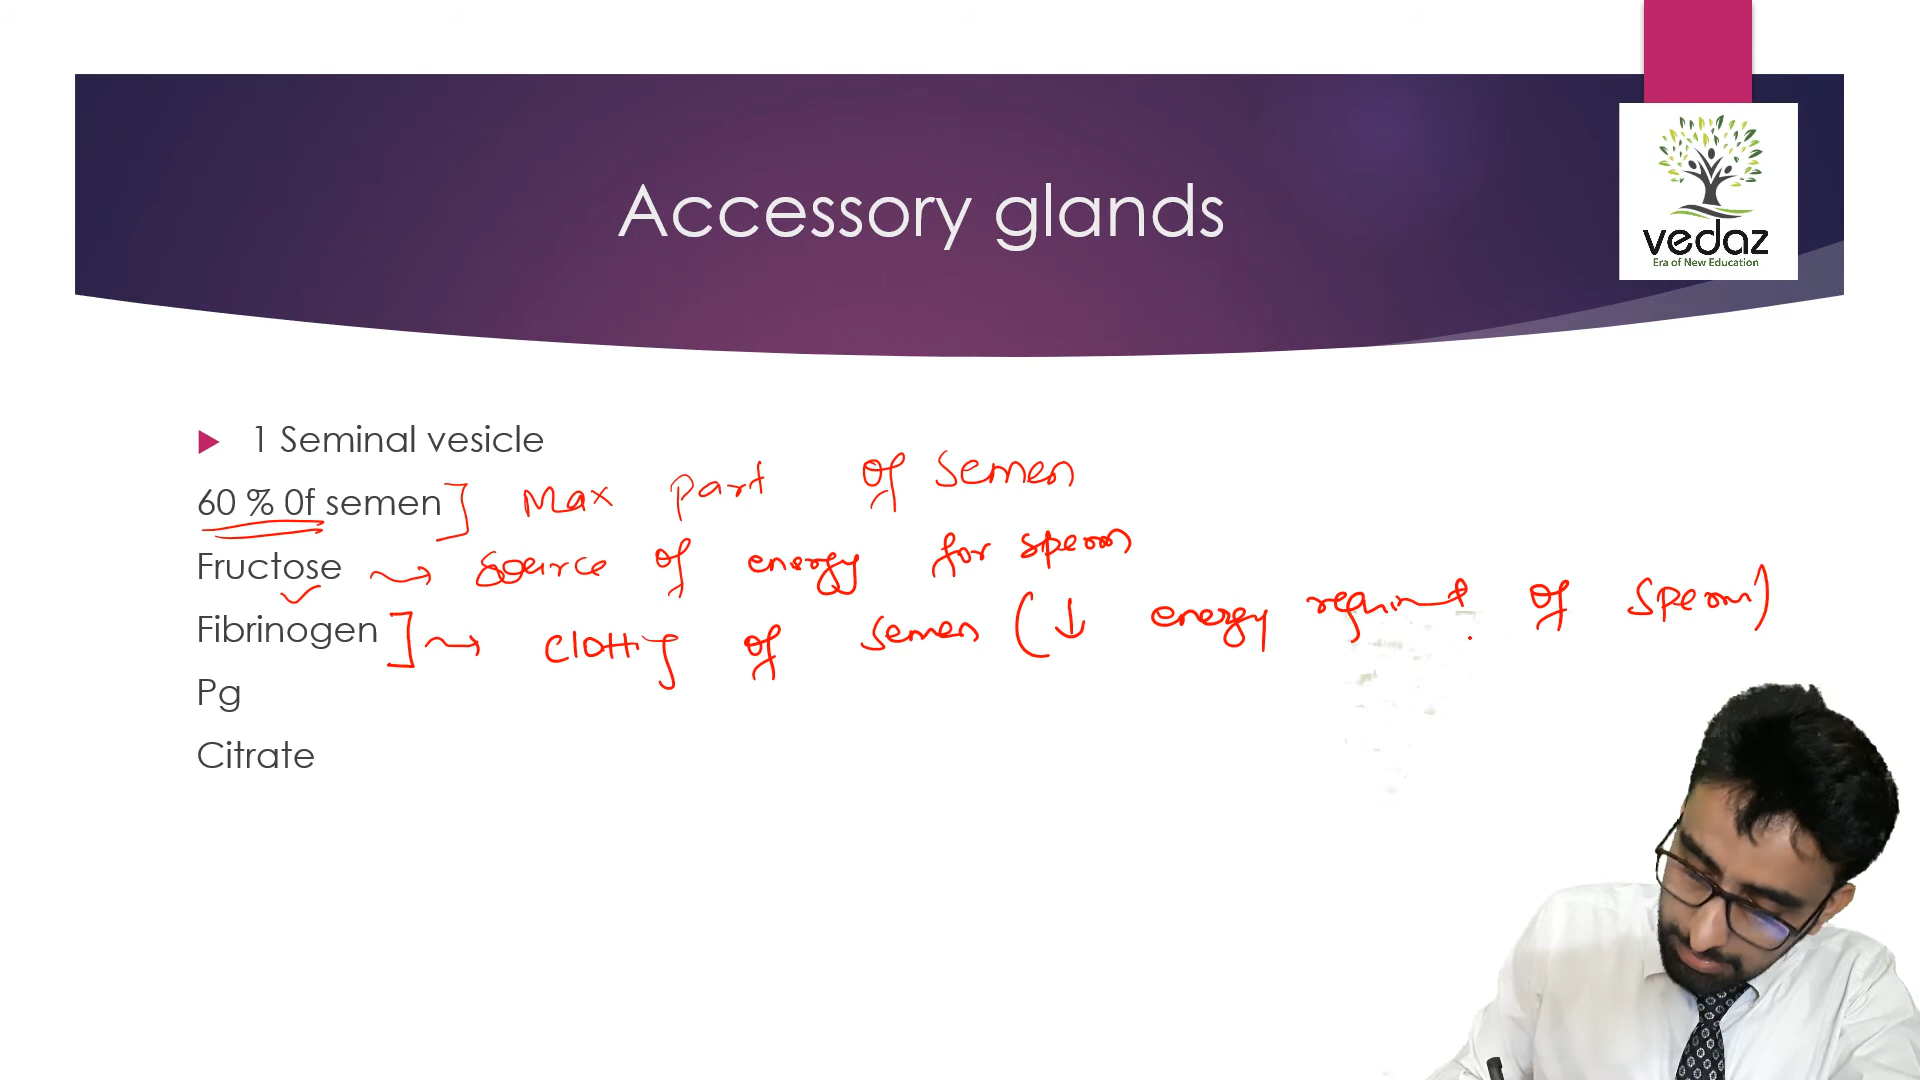 Accessory glands
vedaz
Era of New Education
1 Seminal vesicle
60 % 0f semen ] Max part of semen
Fructose → source of energy for sperm
Fibrinogen ] → clotting of semen (↓ energy requirmt of sperm)
Pg
Citrate